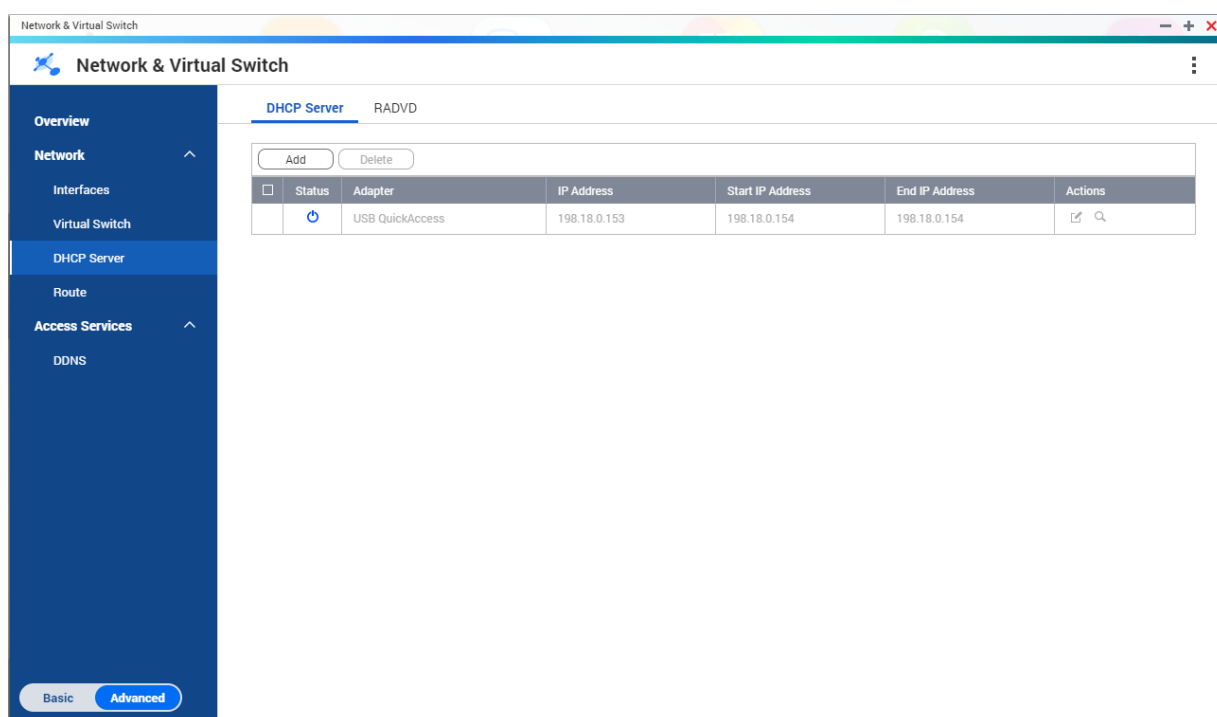 Network & Virtual Switch
Network & Virtual Switch
Overview
Network
Interfaces
Virtual Switch
DHCP Server
Route
Access Services
DDNS
Basic Advanced
DHCP Server RADVD
Add Delete
Status Adapter IP Address Start IP Address End IP Address Actions
USB QuickAccess 198.18.0.153 198.18.0.154 198.18.0.154